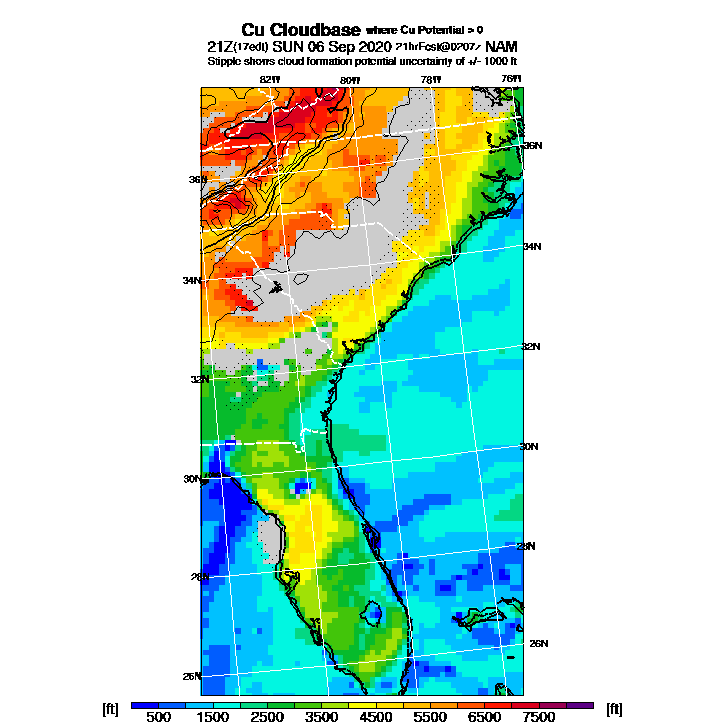 Cu Cloudbase where Cu Potential > 0
21Z(17edt) SUN 06 Sep 2020 21hrFcst@0207z NAM
Stipple shows cloud formation potential uncertainty of +/- 1000 ft
82W 80W 78W 76W
36N
36N
34N
34N
32N
32N
30N
30N
28N
28N
26N
26N
[ft] [ft]
500 1500 2500 3500 4500 5500 6500 7500